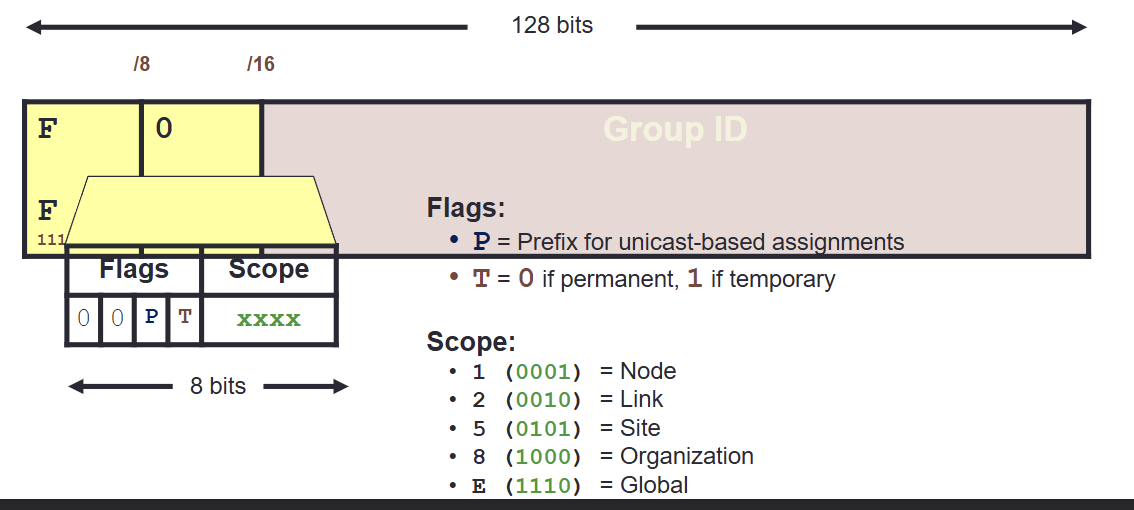 128 bits
/8 /16
F 0
Group ID
F
111
Flags:
• P = Prefix for unicast-based assignments
Flags Scope
• T = 0 if permanent, 1 if temporary
0 0 P T xxxx
Scope:
• 1 (0001) = Node
8 bits
• 2 (0010) = Link
• 5 (0101) = Site
• 8 (1000) = Organization
• E (1110) = Global